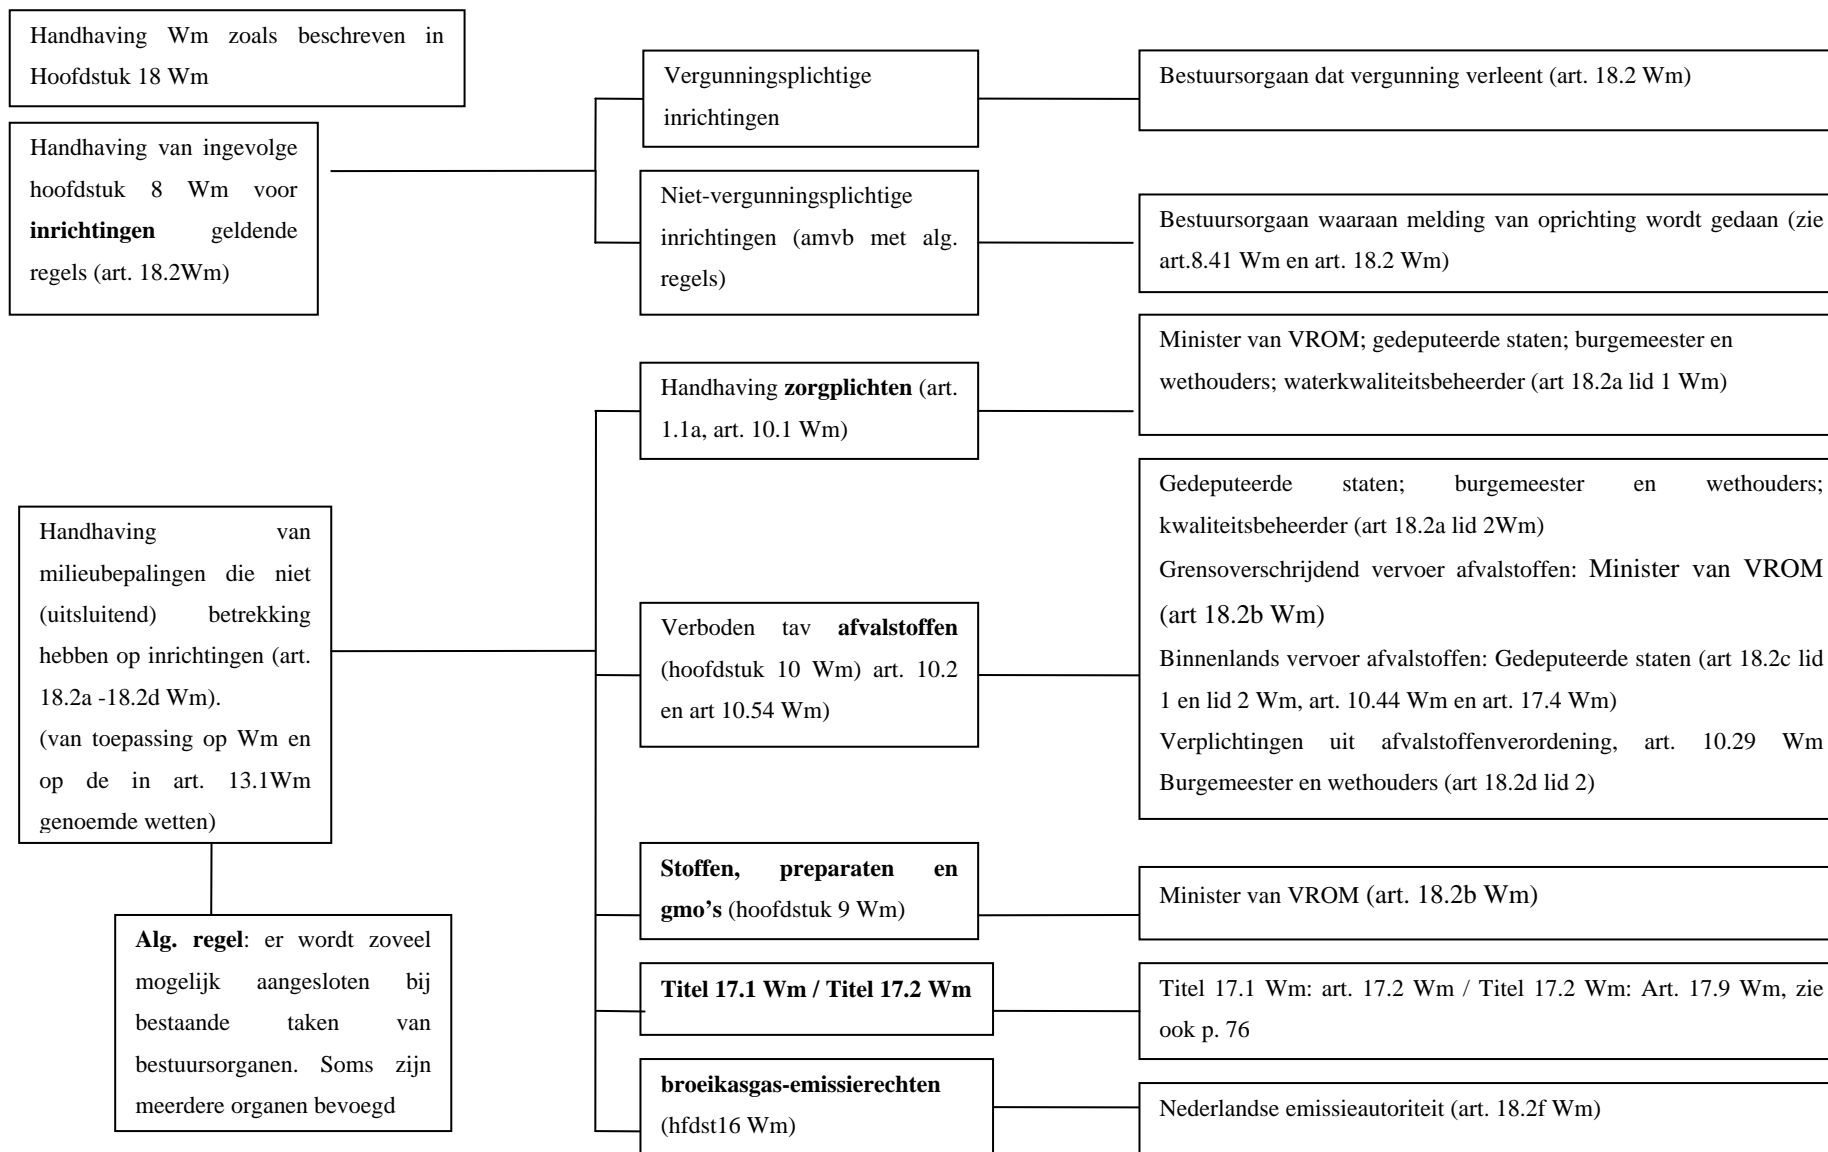 Handhaving Wm zoals beschreven in
Hoofdstuk 18 Wm
Handhaving van ingevolge
hoofdstuk 8 Wm voor
inrichtingen geldende
regels (art. 18.2Wm)
Vergunningsplichtige
inrichtingen
Bestuursorgaan dat vergunning verleent (art. 18.2 Wm)
Niet-vergunningsplichtige
inrichtingen (amvb met alg.
regels)
Bestuursorgaan waaraan melding van oprichting wordt gedaan (zie
art.8.41 Wm en art. 18.2 Wm)
Handhaving van
milieubepalingen die niet
(uitsluitend) betrekking
hebben op inrichtingen (art.
18.2a -18.2d Wm).
(van toepassing op Wm en
op de in art. 13.1Wm
genoemde wetten)
Alg. regel: er wordt zoveel
mogelijk aangesloten bij
bestaande taken van
bestuursorganen. Soms zijn
meerdere organen bevoegd
Handhaving zorgplichten (art.
1.1a, art. 10.1 Wm)
Minister van VROM; gedeputeerde staten; burgemeester en
wethouders; waterkwaliteitsbeheerder (art 18.2a lid 1 Wm)
Verboden tav afvalstoffen
(hoofdstuk 10 Wm) art. 10.2
en art 10.54 Wm)
Gedeputeerde staten; burgemeester en wethouders;
kwaliteitsbeheerder (art 18.2a lid 2Wm)
Grensoverschrijdend vervoer afvalstoffen: Minister van VROM
(art 18.2b Wm)
Binnenlands vervoer afvalstoffen: Gedeputeerde staten (art 18.2c lid
1 en lid 2 Wm, art. 10.44 Wm en art. 17.4 Wm)
Verplichtingen uit afvalstoffenverordening, art. 10.29 Wm
Burgemeester en wethouders (art 18.2d lid 2)
Stoffen, preparaten en
gmo's (hoofdstuk 9 Wm)
Minister van VROM (art. 18.2b Wm)
Titel 17.1 Wm / Titel 17.2 Wm
Titel 17.1 Wm: art. 17.2 Wm / Titel 17.2 Wm: Art. 17.9 Wm, zie
ook p. 76
broeikasgas-emissierechten
(hfdst16 Wm)
Nederlandse emissieautoriteit (art. 18.2f Wm)